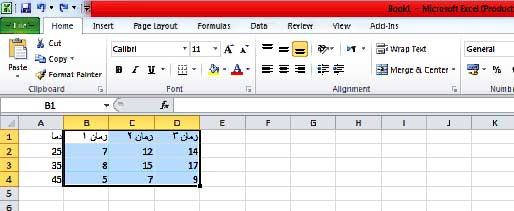 Book1 - Microsoft Excel (Product
File Home Insert Page Layout Formulas Data Review View Add-Ins
Paste
Cut
Copy
Format Painter
Clipboard
Calibri 11
B I U
Font
Wrap Text
Merge & Center
Alignment
General
$ %
Numb
B1 fx
A B C D E F G H I J K
1 دما زمان ۱ زمان ۲ زمان ۳
2 25 7 12 14
3 35 8 15 17
4 45 5 7 9
5
6